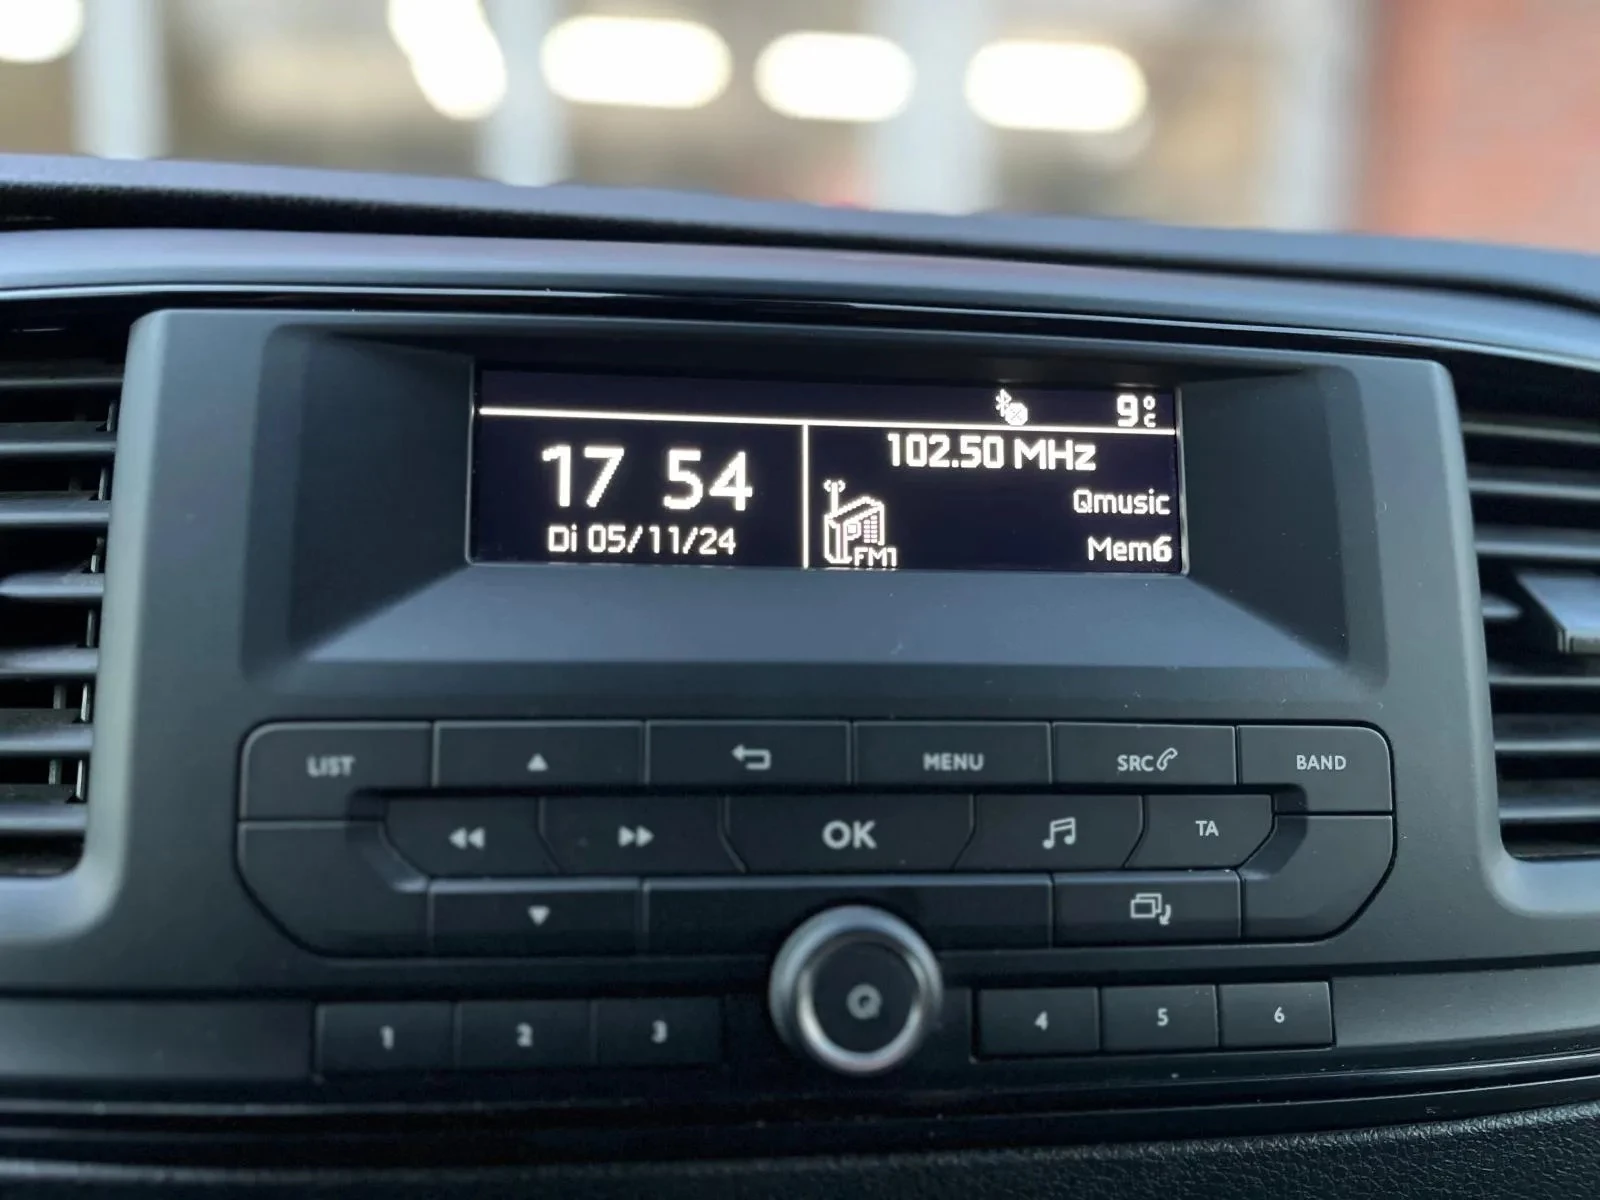 9°C
17 54
Di 05/11/24
102.50 MHz
Qmusic
FM1
Mem6
LIST
MENU
SRC
BAND
OK
TA
1
2
3
4
5
6